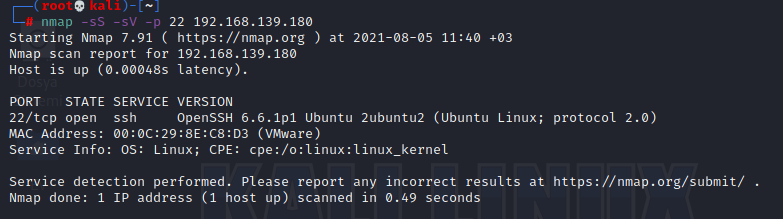 (root💀kali)-[~]
# nmap -sS -sV -p 22 192.168.139.180
Starting Nmap 7.91 ( https://nmap.org ) at 2021-08-05 11:40 +03
Nmap scan report for 192.168.139.180
Host is up (0.00048s latency).
Dosya
PORT   STATE SERVICE VERSION
22/tcp open  ssh     OpenSSH 6.6.1p1 Ubuntu 2ubuntu2 (Ubuntu Linux; protocol 2.0)
MAC Address: 00:0C:29:8E:C8:D3 (VMware)
Service Info: OS: Linux; CPE: cpe:/o:linux:linux_kernel
KALI LINUX
Service detection performed. Please report any incorrect results at https://nmap.org/submit/ .
Nmap done: 1 IP address (1 host up) scanned in 0.49 seconds